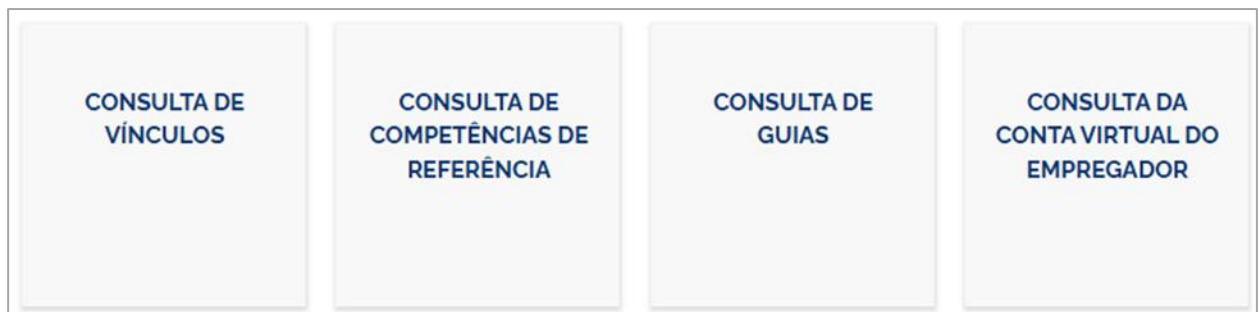 CONSULTA DE
VÍNCULOS
CONSULTA DE
COMPETÊNCIAS DE
REFERÊNCIA
CONSULTA DE
GUIAS
CONSULTA DA
CONTA VIRTUAL DO
EMPREGADOR